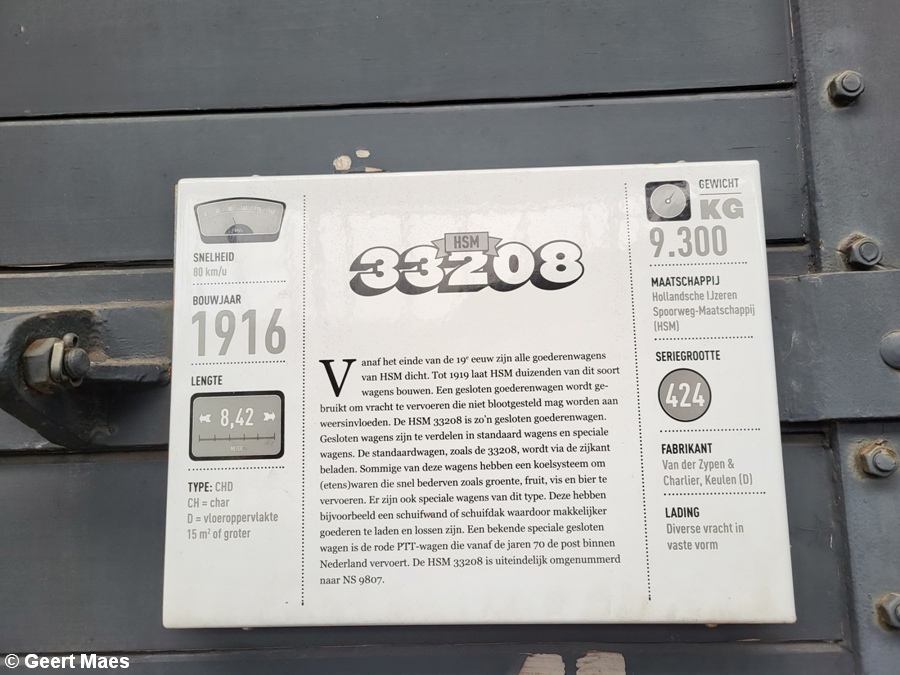 SNELHEID
80 km/u
BOUWJAAR
1916
LENGTE
8,42
METER
TYPE: CHD
CH = char
D = vloeroppervlakte
15 m² of groter
HSM
33208
Vanaf het einde van de 19e eeuw zijn alle goederenwagens
van HSM dicht. Tot 1919 laat HSM duizenden van dit soort
wagens bouwen. Een gesloten goederenwagen wordt ge-
bruikt om vracht te vervoeren die niet blootgesteld mag worden aan
weersinvloeden. De HSM 33208 is zo'n gesloten goederenwagen.
Gesloten wagens zijn te verdelen in standaard wagens en speciale
wagens. De standaardwagen, zoals de 33208, wordt via de zijkant
beladen. Sommige van deze wagens hebben een koelsysteem om
(etens)waren die snel bederven zoals groente, fruit, vis en bier te
vervoeren. Er zijn ook speciale wagens van dit type. Deze hebben
bijvoorbeeld een schuifwand of schuifdak waardoor makkelijker
goederen te laden en lossen zijn. Een bekende speciale gesloten
wagen is de rode PTT-wagen die vanaf de jaren 70 de post binnen
Nederland vervoert. De HSM 33208 is uiteindelijk omgenummerd
naar NS 9807.
GEWICHT
KG
9.300
MAATSCHAPPIJ
Hollandsche IJzeren
Spoorweg-Maatschappij
(HSM)
SERIEGROOTTE
424
FABRIKANT
Van der Zypen &
Charlier, Keulen (D)
LADING
Diverse vracht in
vaste vorm
© Geert Maes